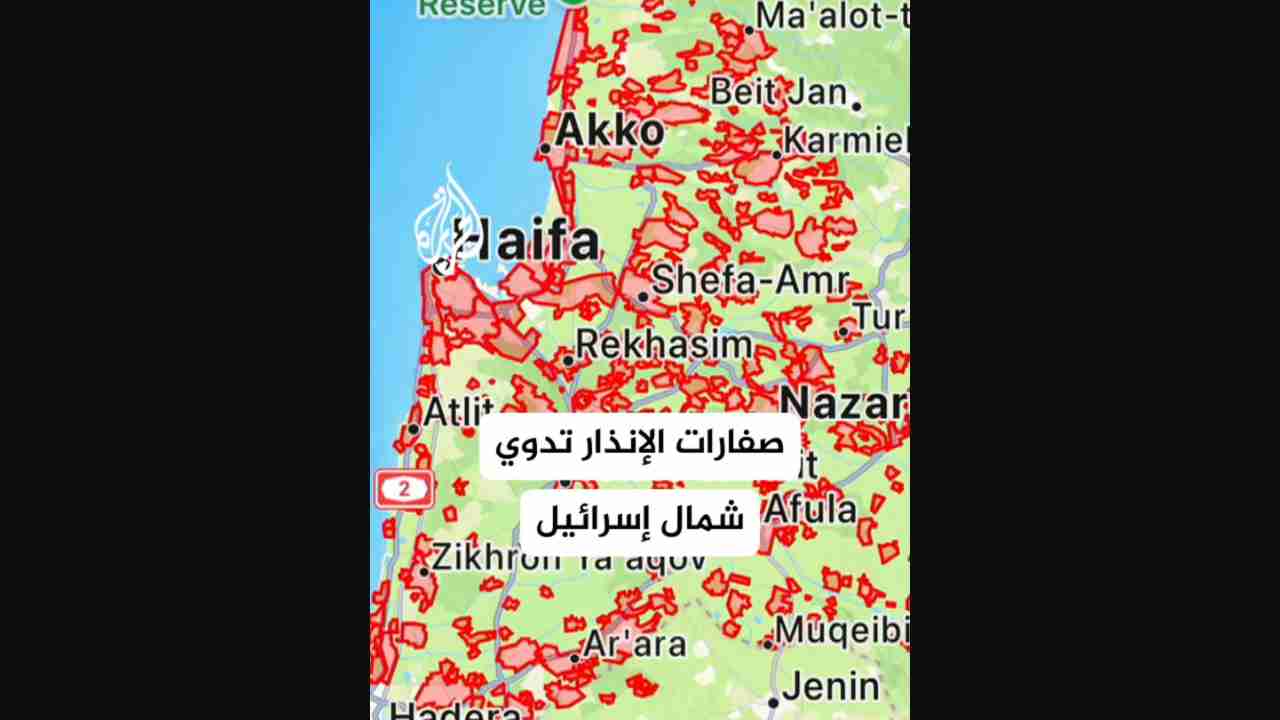 Reserve
Ma'alot-t
Beit Jan
Akko
Karmiel
Haifa
Shefa-Amr
Tur
Rekhasim
Nazar
Atlit
صفارات الإنذار تدوي
it
2
شمال إسرائيل
Afula
Zikhron Ya'aqov
Muqeibi
Ar'ara
Jenin
Hadera